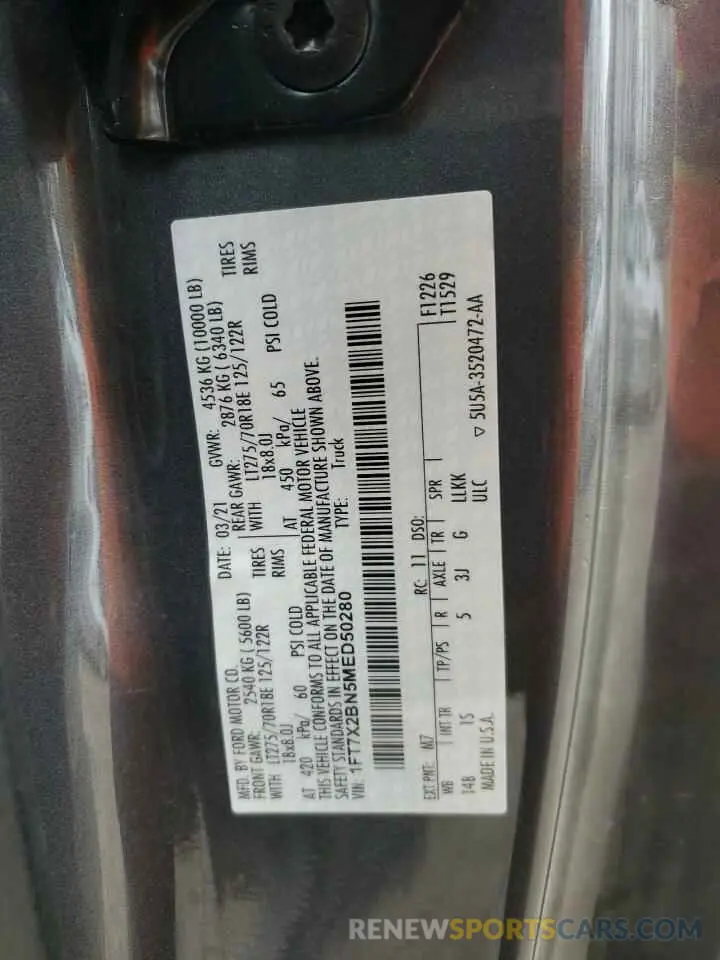 MFD. BY FORD MOTOR CO. DATE: 03/21 GVWR: 4536 KG (10000 LB)
FRONT GAWR: 2540 KG ( 5600 LB) REAR GAWR: 2876 KG ( 6340 LB)
WITH LT275/70R18E 125/122R TIRES WITH LT275/70R18E 125/122R TIRES
18x8.0J RIMS 18x8.0J RIMS
AT 420 kPa/ 60 PSI COLD AT 450 kPa/ 65 PSI COLD
THIS VEHICLE CONFORMS TO ALL APPLICABLE FEDERAL MOTOR VEHICLE
SAFETY STANDARDS IN EFFECT ON THE DATE OF MANUFACTURE SHOWN ABOVE.
VIN: 1FT7X2BN5MED50280 TYPE: Truck
F1226
T1529
EXT PNT: M7 RC: 11 DSO:
WB INT TR TP/PS R AXLE TR SPR
148 1S 5 3J G LLKK
ULC
MADE IN U.S.A. ▽ 5U5A-3520472-AA
RENEWSPORTSCARS.COM